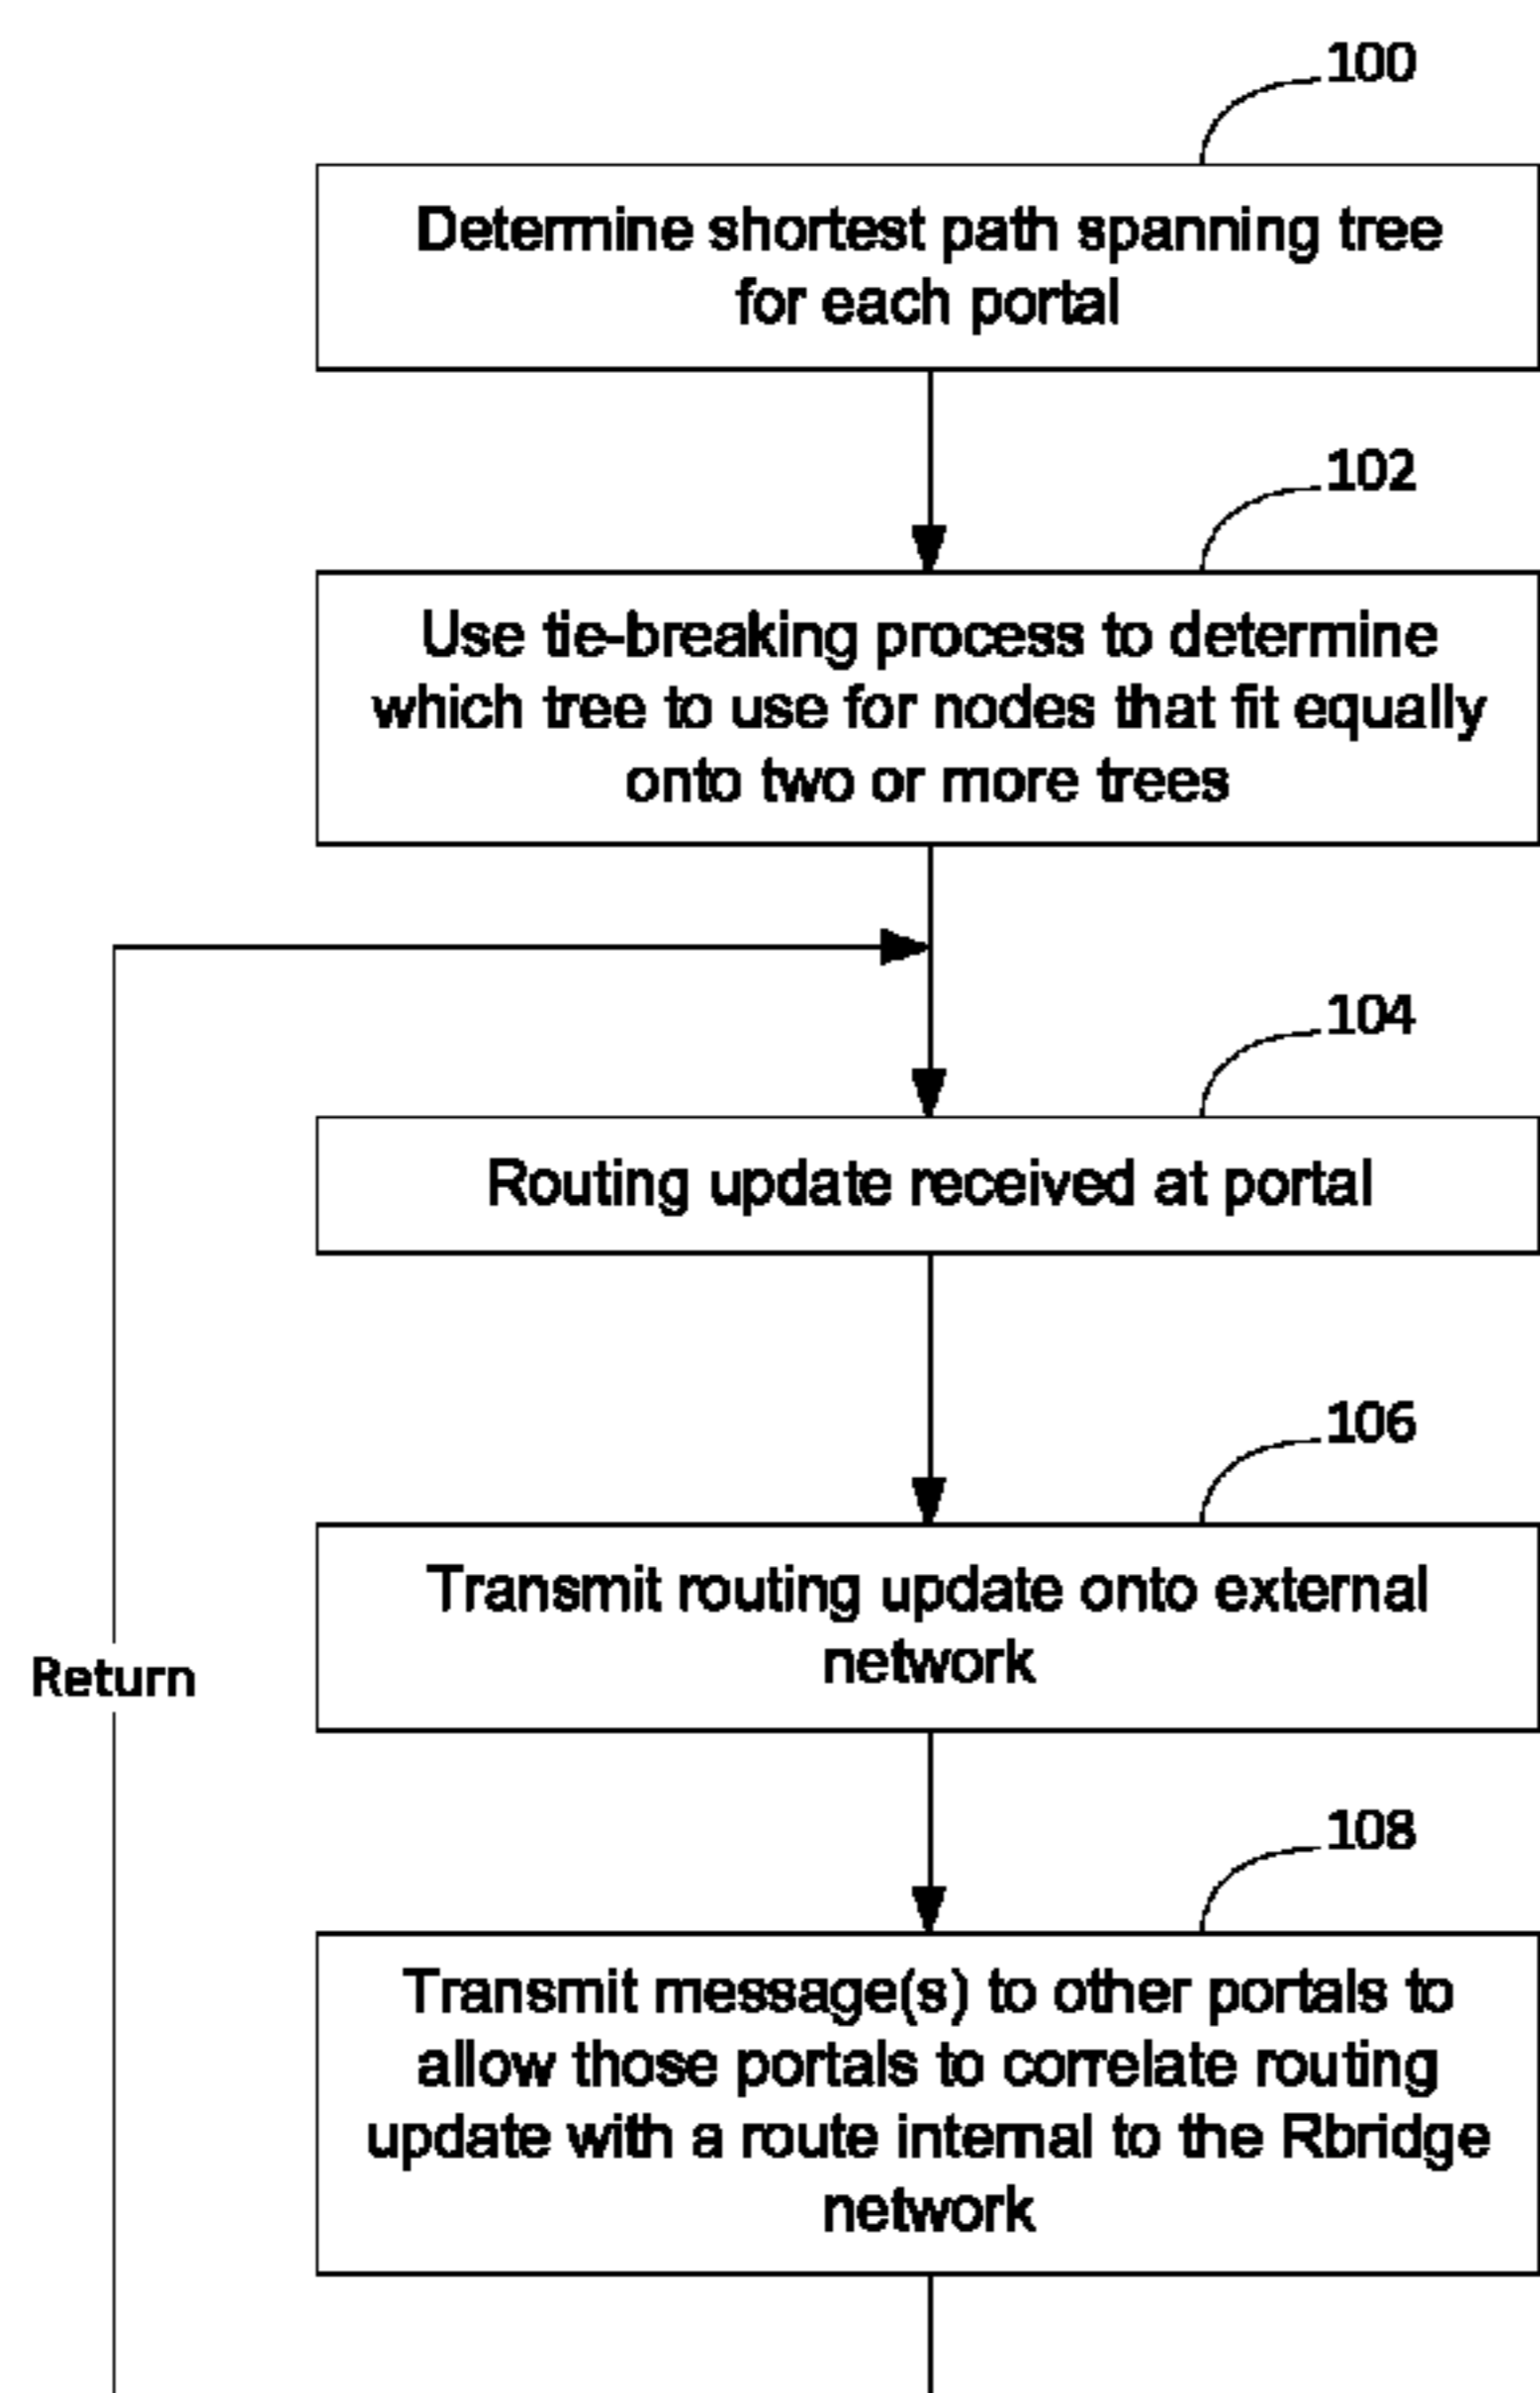 100
Determine shortest path spanning tree
for each portal
102
Use tie-breaking process to determine
which tree to use for nodes that fit equally
onto two or more trees
104
Routing update received at portal
106
Transmit routing update onto external
network
Return
108
Transmit message(s) to other portals to
allow those portals to correlate routing
update with a route internal to the Rbridge
network